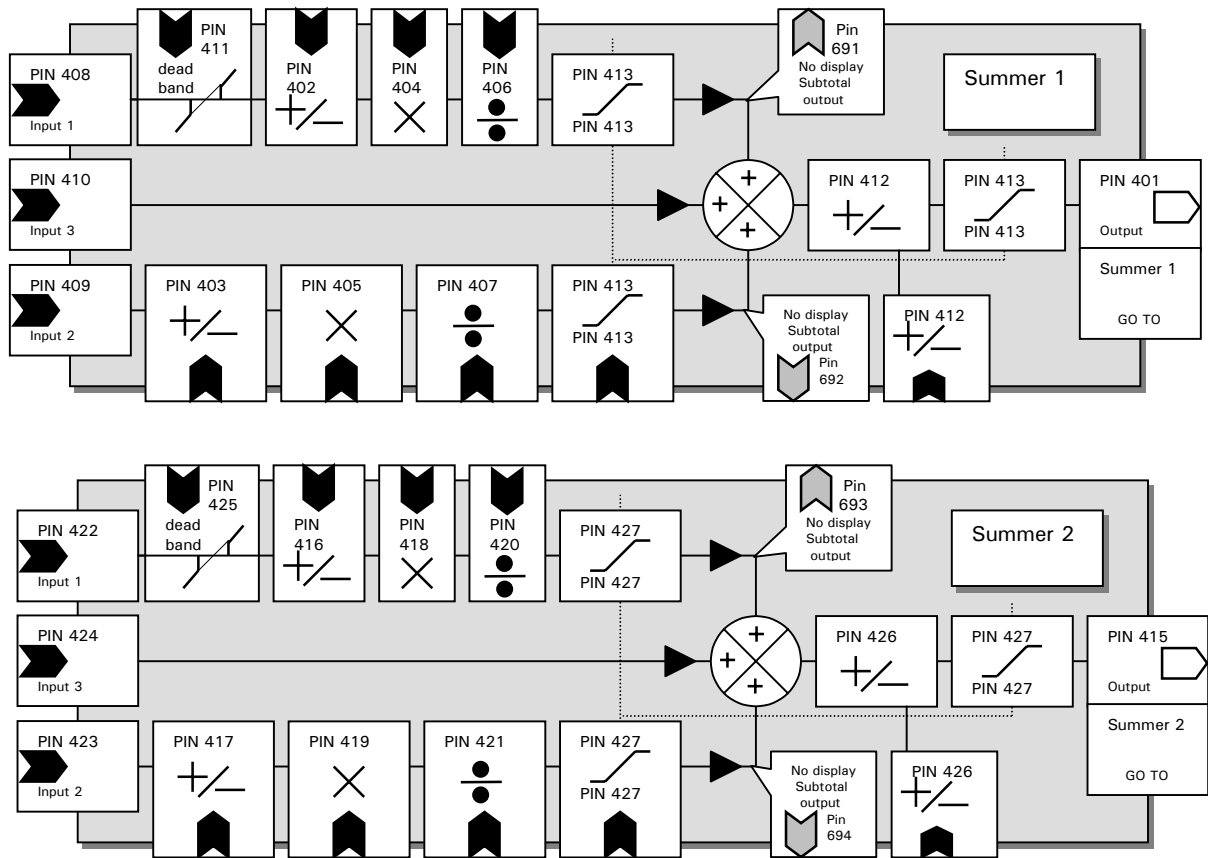 PIN
411
dead
band
PIN
402
PIN
404
PIN
406
PIN 413
PIN 413
Pin
691
No display
Subtotal
output
Summer 1
PIN 408
Input 1
PIN 410
Input 3
PIN 412
PIN 413
PIN 413
PIN 401
Output
Summer 1
GO TO
PIN 409
Input 2
PIN 403
PIN 405
PIN 407
PIN 413
PIN 413
No display
Subtotal
output
Pin
692
PIN 412
PIN
425
dead
band
PIN
416
PIN
418
PIN
420
PIN 427
PIN 427
Pin
693
No display
Subtotal
output
Summer 2
PIN 422
Input 1
PIN 424
Input 3
PIN 426
PIN 427
PIN 427
PIN 415
Output
Summer 2
GO TO
PIN 423
Input 2
PIN 417
PIN 419
PIN 421
PIN 427
PIN 427
No display
Subtotal
output
Pin
694
PIN 426